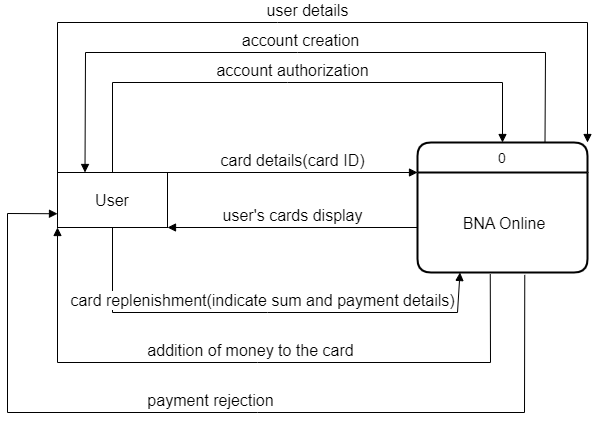 user details
account creation
account authorization
card details(card ID)
0
User
user's cards display
BNA Online
card replenishment(indicate sum and payment details)
addition of money to the card
payment rejection